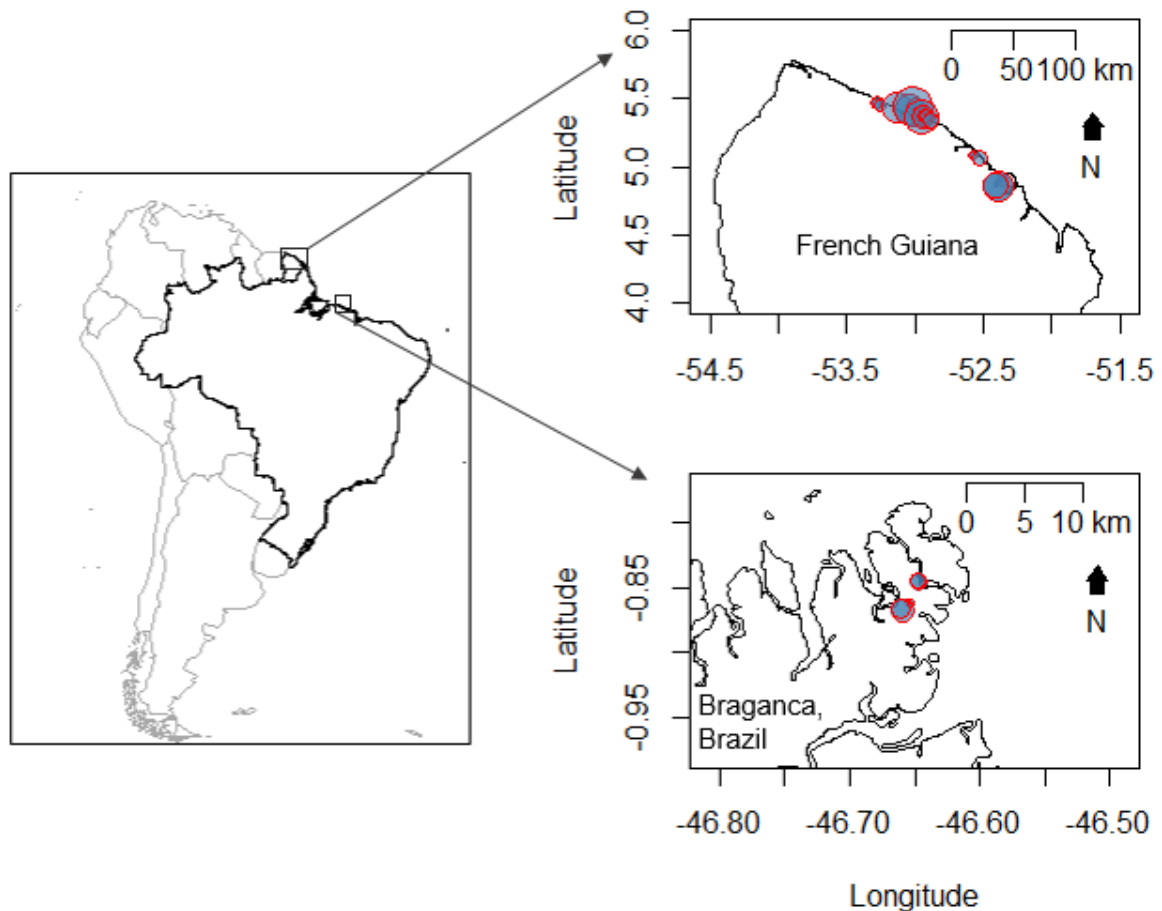 Latitude
6.0
5.5
5.0
4.5
4.0
0 50 100 km
N
French Guiana
-54.5 -53.5 -52.5 -51.5
Latitude
-0.85
-0.95
0 5 10 km
N
Braganca,
Brazil
-46.80 -46.70 -46.60 -46.50
Longitude